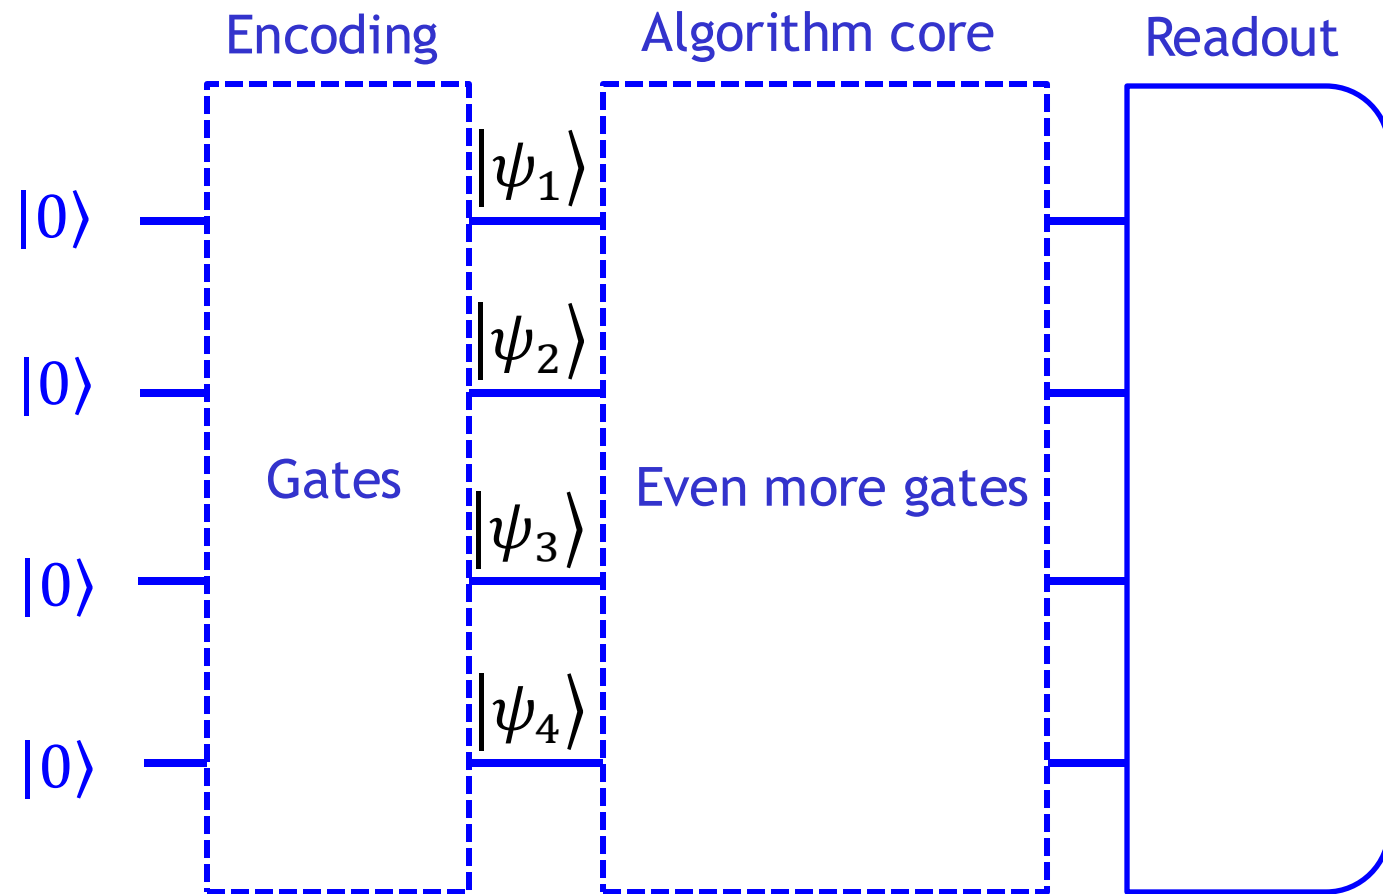 Encoding
Algorithm core
Readout
|0⟩
|𝜓₁⟩
|0⟩
|𝜓₂⟩
Gates
Even more gates
|0⟩
|𝜓₃⟩
|0⟩
|𝜓₄⟩